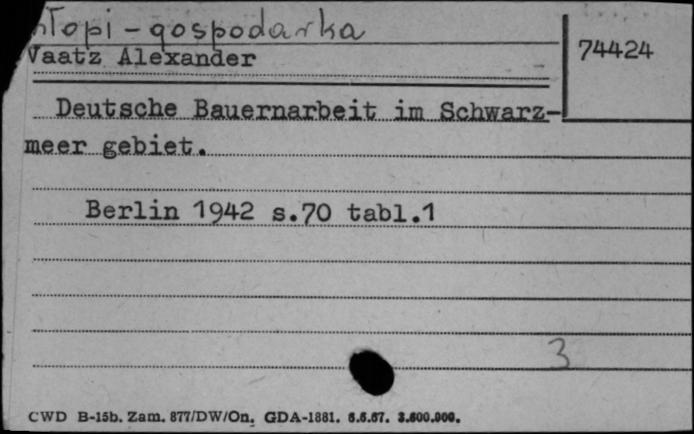 hłopi - gospodarka
Vaatz Alexander
74424
Deutsche Bauernarbeit im Schwarz-
meer gebiet.
Berlin 1942 s.70 tabl.1
3
CWD B-15b. Zam. 877/DW/On. GDA-1881. 6.6.67. 3.600.000.